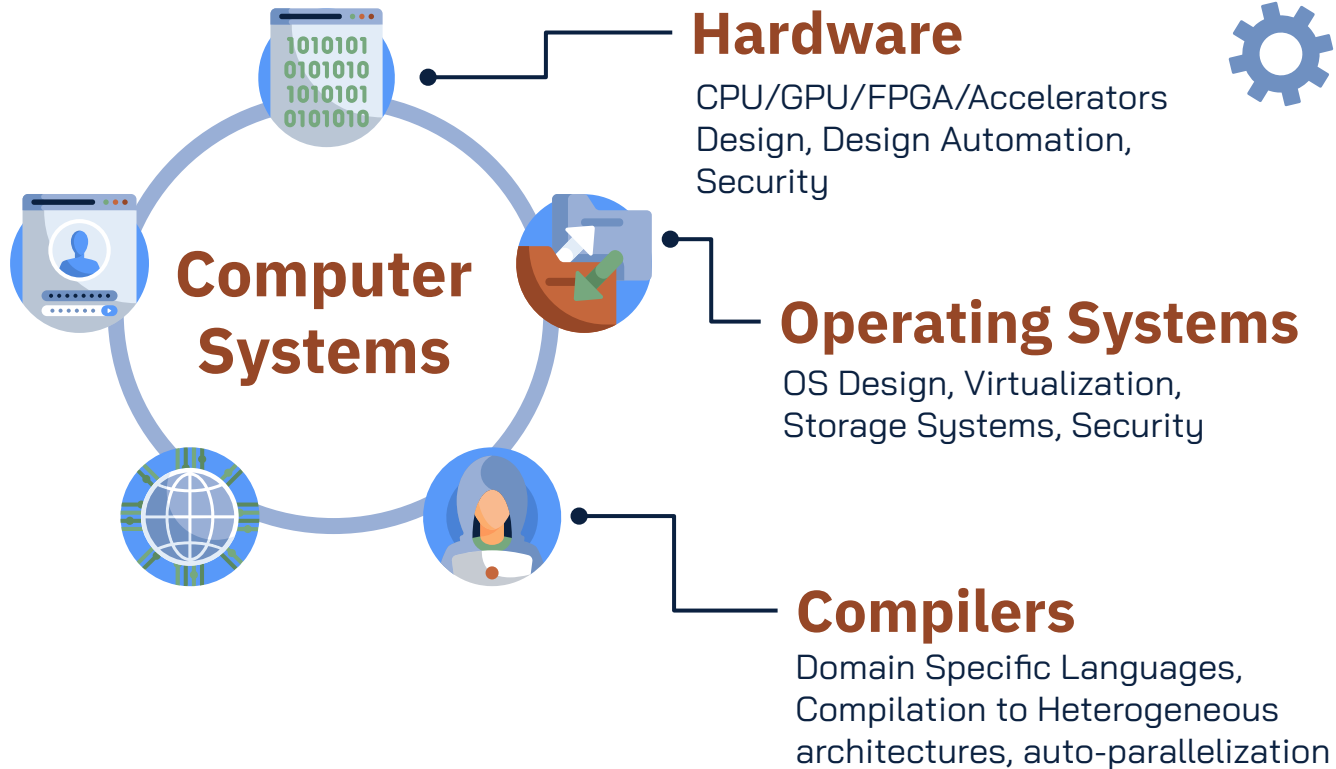 1010101
0101010
1010101
0101010
Hardware
CPU/GPU/FPGA/Accelerators
Design, Design Automation,
Security
Computer
Systems
Operating Systems
OS Design, Virtualization,
Storage Systems, Security
Compilers
Domain Specific Languages,
Compilation to Heterogeneous
architectures, auto-parallelization